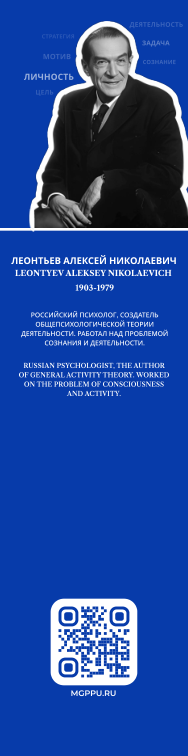 ДЕЯТЕЛЬНОСТЬ
СТРАТЕГИЯ
ЗАДАЧА
МОТИВ
СОЗНАНИЕ
ЛИЧНОСТЬ
ЦЕЛЬ
ЛЕОНТЬЕВ АЛЕКСЕЙ НИКОЛАЕВИЧ
LEONTYEV ALEKSEY NIKOLAEVICH
1903-1979
РОССИЙСКИЙ ПСИХОЛОГ, СОЗДАТЕЛЬ
ОБЩЕПСИХОЛОГИЧЕСКОЙ ТЕОРИИ
ДЕЯТЕЛЬНОСТИ. РАБОТАЛ НАД ПРОБЛЕМОЙ
СОЗНАНИЯ И ДЕЯТЕЛЬНОСТИ.
RUSSIAN PSYCHOLOGIST, THE AUTHOR
OF GENERAL ACTIVITY THEORY. WORKED
ON THE PROBLEM OF CONSCIOUSNESS
AND ACTIVITY.
MGPPU.RU